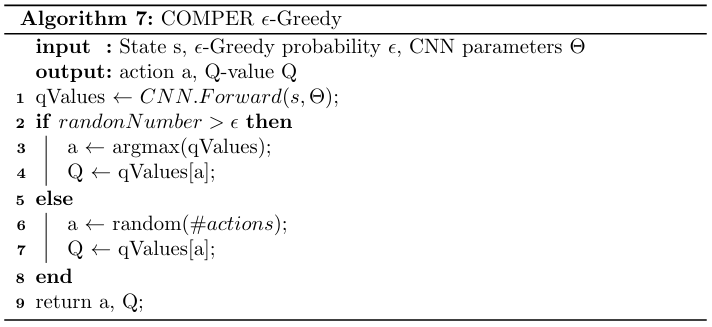 Algorithm 7: COMPER ϵ-Greedy
input : State s, ϵ-Greedy probability ϵ, CNN parameters Θ
output: action a, Q-value Q
1 qValues ← CNN.Forward(s, Θ);
2 if randonNumber > ϵ then
3 a ← argmax(qValues);
4 Q ← qValues[a];
5 else
6 a ← random(#actions);
7 Q ← qValues[a];
8 end
9 return a, Q;